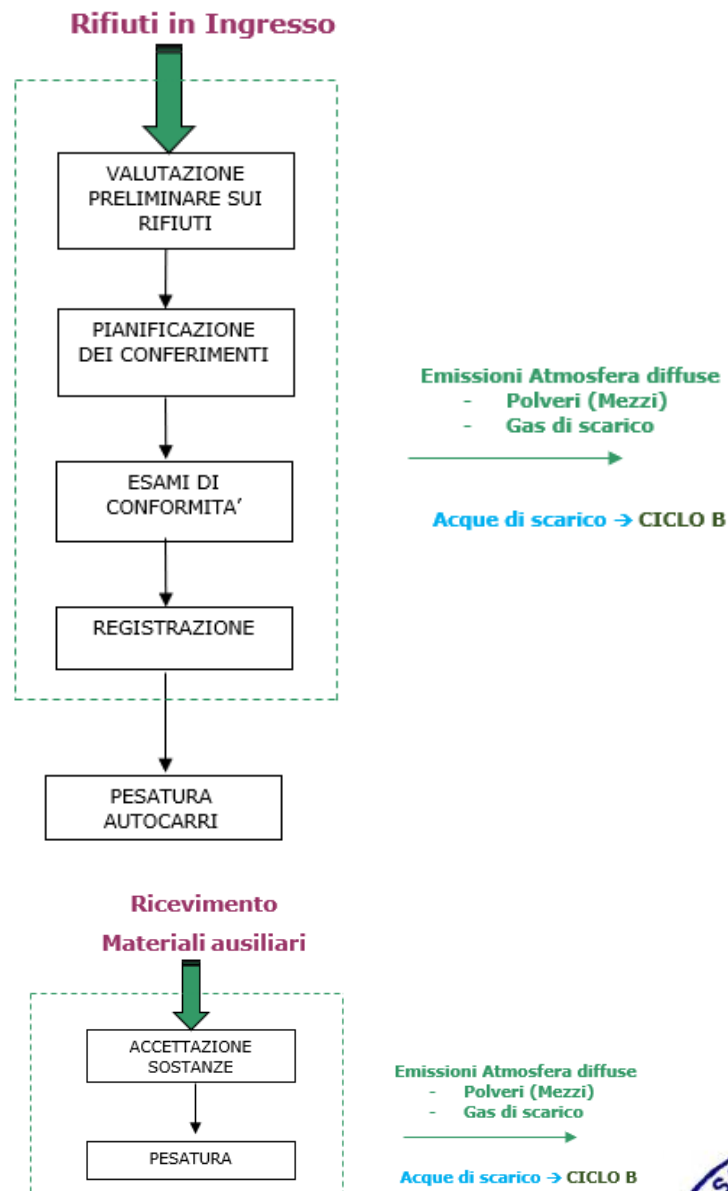 Rifiuti in Ingresso
VALUTAZIONE
PRELIMINARE SUI
RIFIUTI
PIANIFICAZIONE
DEI CONFERIMENTI
Emissioni Atmosfera diffuse
- Polveri (Mezzi)
- Gas di scarico
ESAMI DI
CONFORMITA’
Acque di scarico → CICLO B
REGISTRAZIONE
PESATURA
AUTOCARRI
Ricevimento
Materiali ausiliari
ACCETTAZIONE
SOSTANZE
Emissioni Atmosfera diffuse
- Polveri (Mezzi)
- Gas di scarico
PESATURA
Acque di scarico → CICLO B